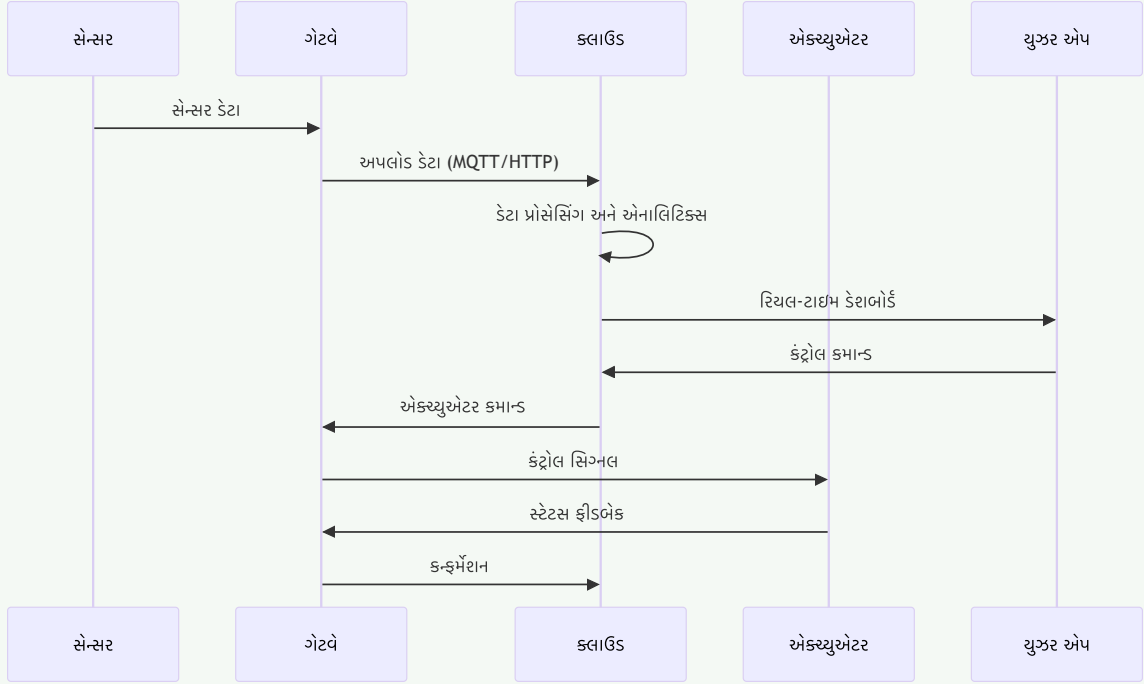 સેન્સર
ગેટવે
ક્લાઉડ
એક્ચ્યુએટર
યુઝર એપ
સેન્સર ડેટા
અપલોડ ડેટા (MQTT/HTTP)
ડેટા પ્રોસેસિંગ અને એનાલિટિક્સ
રિયલ-ટાઇમ ડેશબોર્ડ
કંટ્રોલ કમાન્ડ
એક્ચ્યુએટર કમાન્ડ
કંટ્રોલ સિગ્નલ
સ્ટેટસ ફીડબેક
કન્ફર્મેશન
સેન્સર
ગેટવે
ક્લાઉડ
એક્ચ્યુએટર
યુઝર એપ